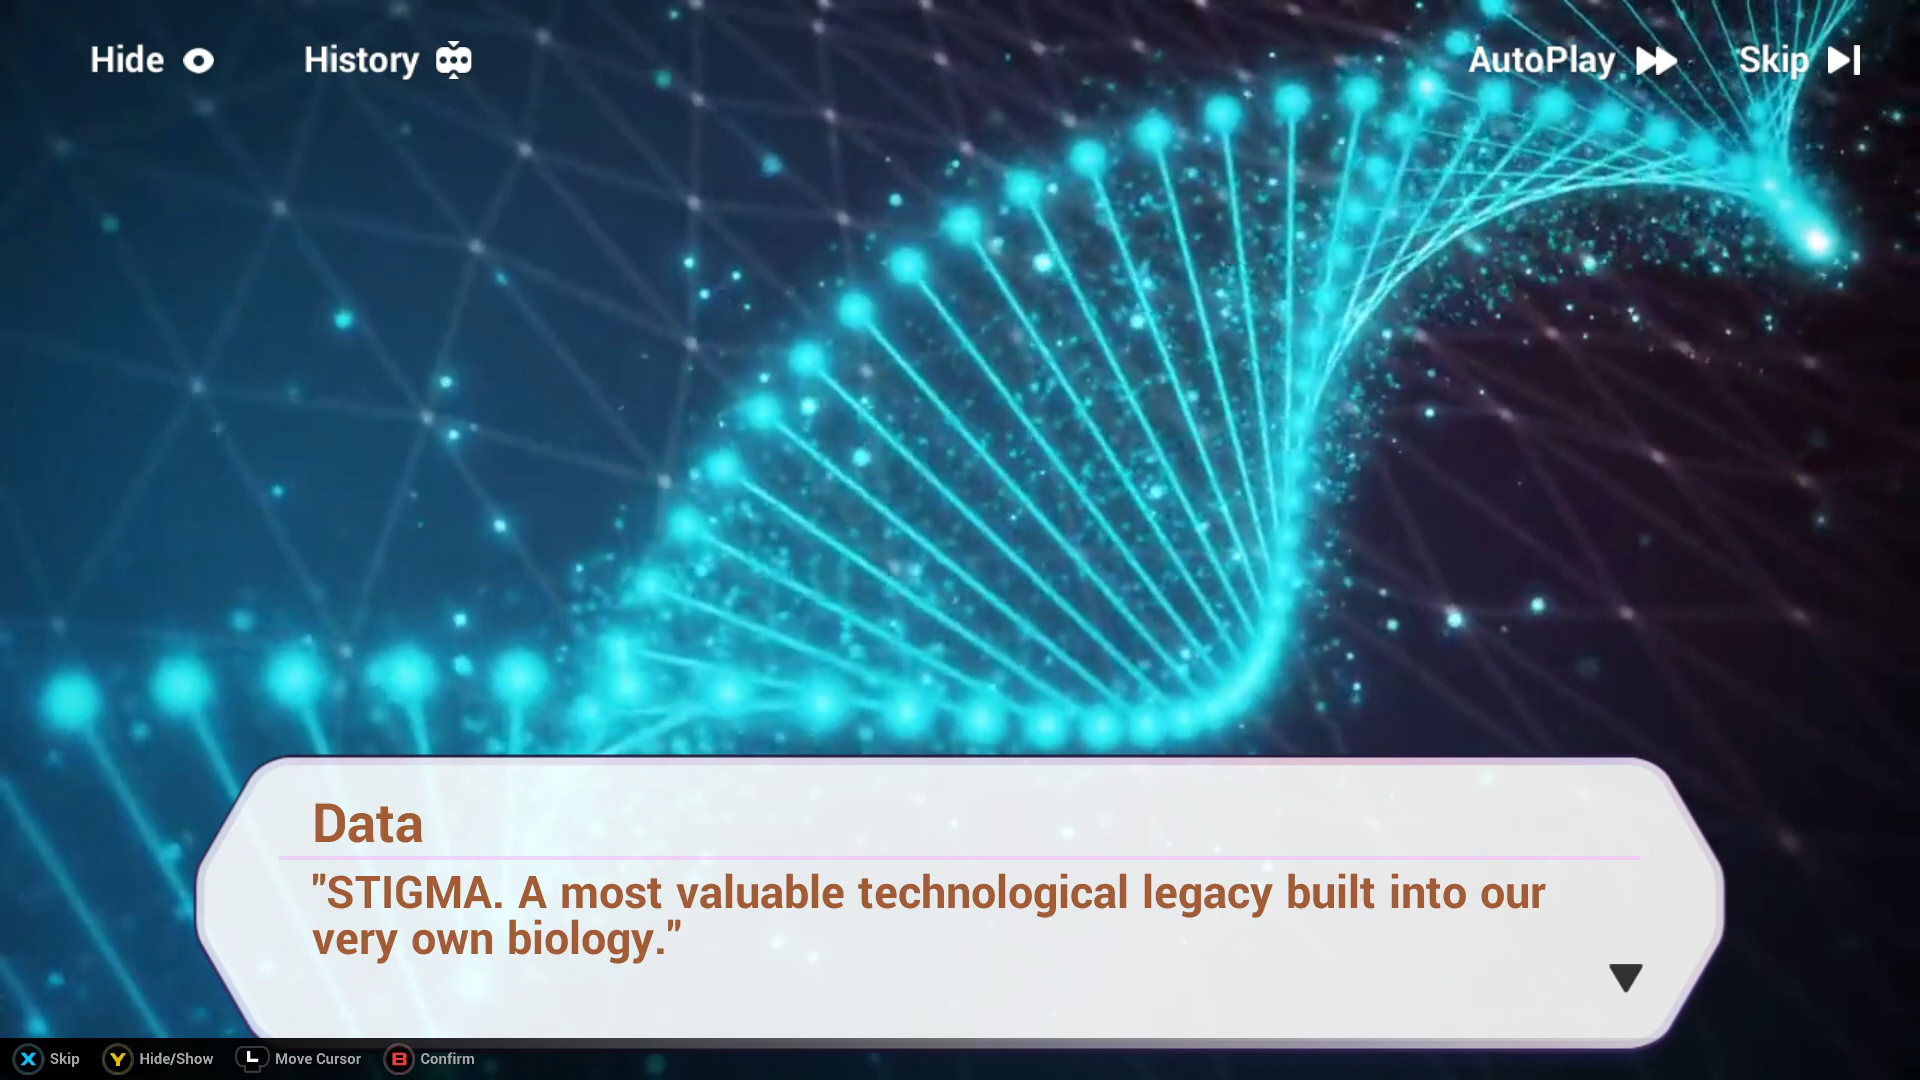 Hide
History
AutoPlay
Skip
Data
"STIGMA. A most valuable technological legacy built into our
very own biology."
X Skip
Y Hide/Show
L Move Cursor
B Confirm